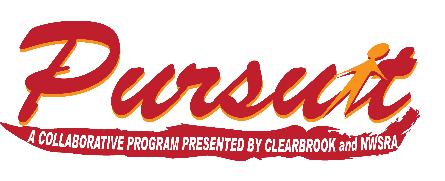 Pursuit
A COLLABORATIVE PROGRAM PRESENTED BY CLEARBROOK and NWSRA